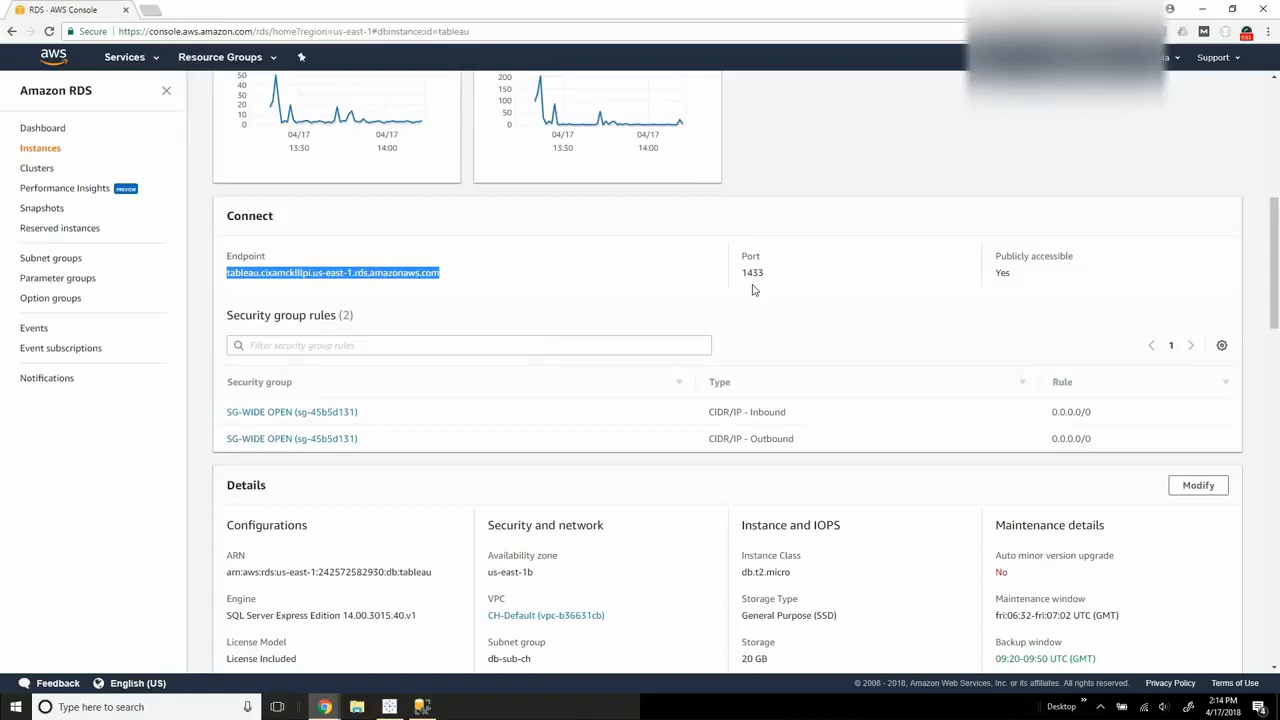 RDS · AWS Console
Secure
https://console.aws.amazon.com/rds/home?region=us-east-1#dbinstance:id=tableau
aws
Services
Resource Groups
Support
Amazon RDS
Dashboard
Instances
Clusters
Performance Insights PREVIEW
Snapshots
Reserved instances
Subnet groups
Parameter groups
Option groups
Events
Event subscriptions
Notifications
50
40
30
20
10
0
04/17 13:30
04/17 14:00
200
150
100
50
0
04/17 13:30
04/17 14:00
Connect
Endpoint
tableau.cixamcklllpi.us-east-1.rds.amazonaws.com
Port
1433
Publicly accessible
Yes
Security group rules (2)
Filter security group rules
1
Security group Type Rule
SG-WIDE OPEN (sg-45b5d131) CIDR/IP - Inbound 0.0.0.0/0
SG-WIDE OPEN (sg-45b5d131) CIDR/IP - Outbound 0.0.0.0/0
Details
Modify
Configurations
ARN
arn:aws:rds:us-east-1:242572582930:db:tableau
Engine
SQL Server Express Edition 14.00.3015.40.v1
License Model
License Included
Security and network
Availability zone
us-east-1b
VPC
CH-Default (vpc-b36631cb)
Subnet group
db-sub-ch
Instance and IOPS
Instance Class
db.t2.micro
Storage Type
General Purpose (SSD)
Storage
20 GB
Maintenance details
Auto minor version upgrade
No
Maintenance window
fri:06:32-fri:07:02 UTC (GMT)
Backup window
09:20-09:50 UTC (GMT)
Feedback
English (US)
© 2008 - 2018, Amazon Web Services, Inc. or its affiliates. All rights reserved.
Privacy Policy
Terms of Use
Type here to search
Desktop
2:14 PM
4/17/2018
4